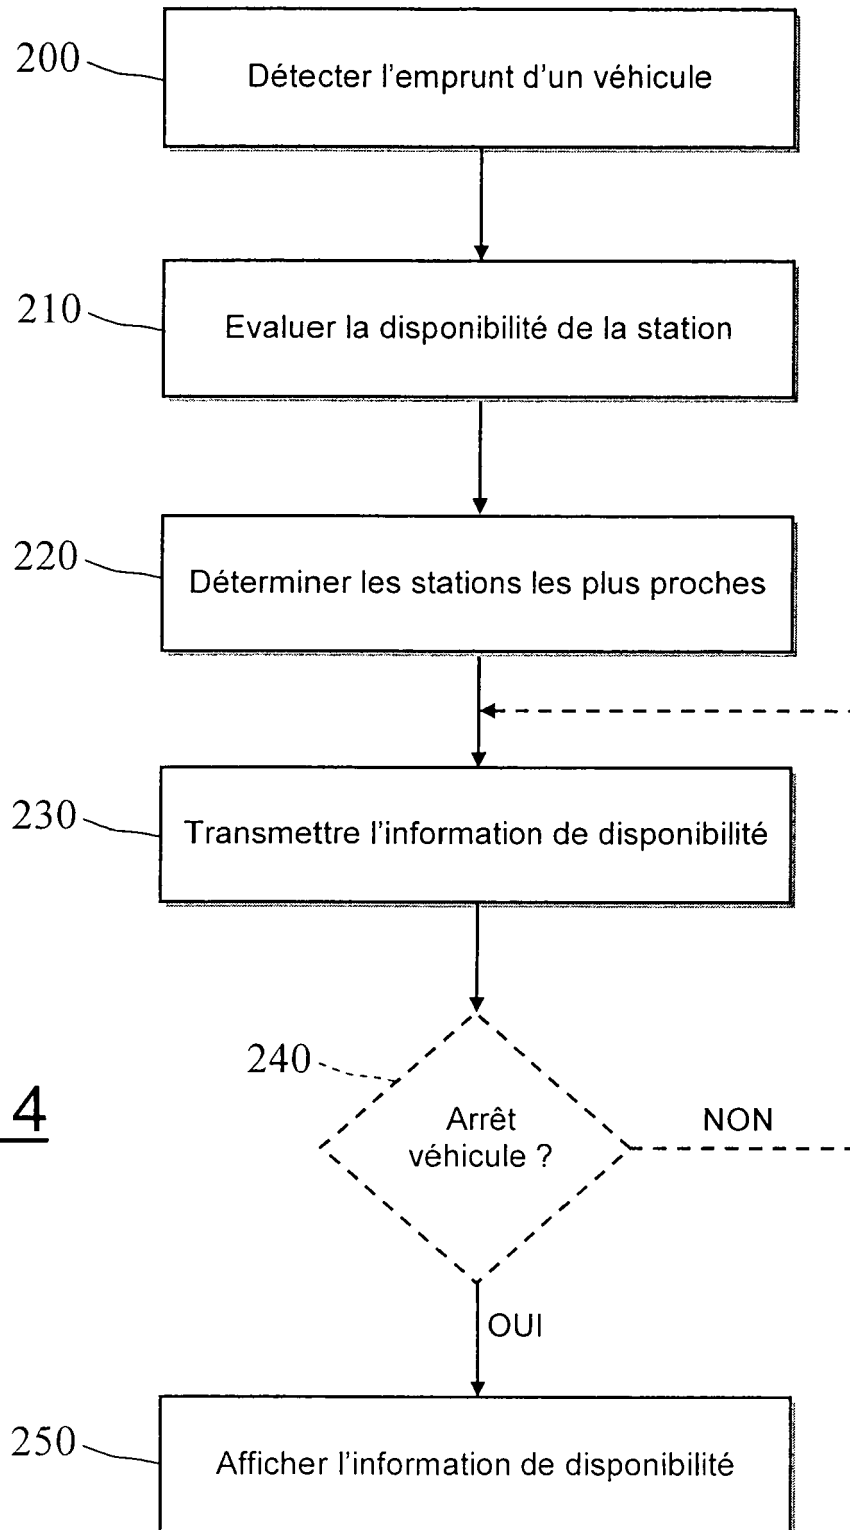 200
Détecter l'emprunt d'un véhicule
210
Evaluer la disponibilité de la station
220
Déterminer les stations les plus proches
230
Transmettre l'information de disponibilité
240
Arrêt
véhicule ?
NON
4
OUI
250
Afficher l'information de disponibilité